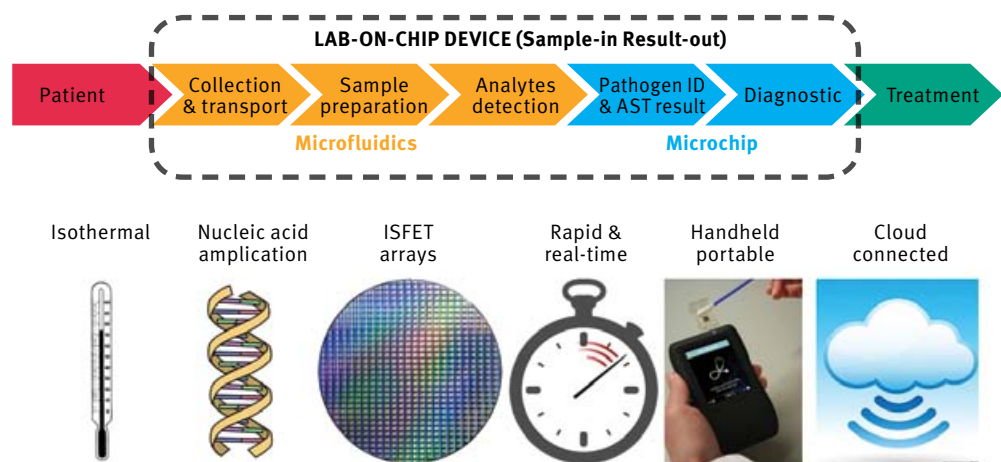 LAB-ON-CHIP DEVICE (Sample-in Result-out)
Patient
Collection
& transport
Sample
preparation
Analytes
detection
Pathogen ID
& AST result
Diagnostic
Treatment
Microfluidics
Microchip
Isothermal
Nucleic acid
amplication
ISFET
arrays
Rapid &
real-time
Handheld
portable
Cloud
connected